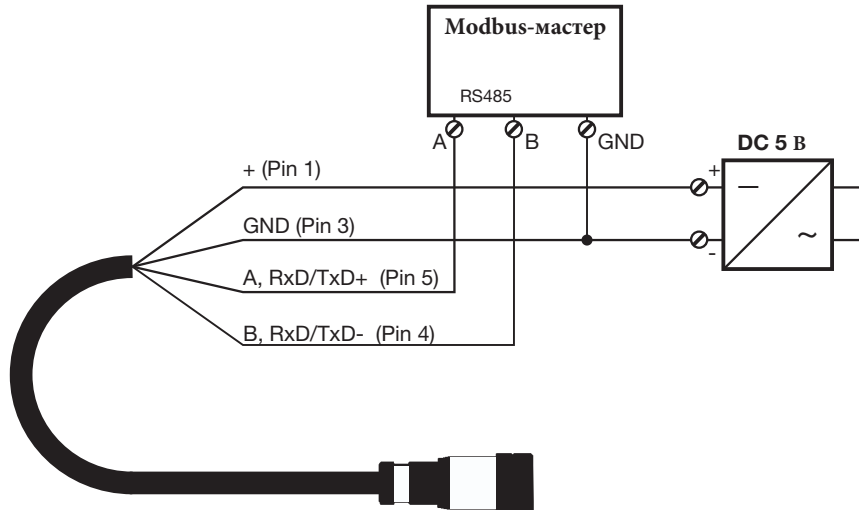 Modbus-мастер
RS485
A
B
GND
DC 5 В
+ (Pin 1)
+
GND (Pin 3)
-
~
A, RxD/TxD+ (Pin 5)
B, RxD/TxD- (Pin 4)